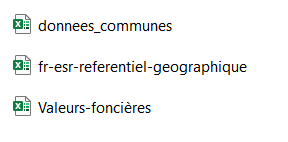 donnees_communes
fr-esr-referentiel-geographique
Valeurs-foncières